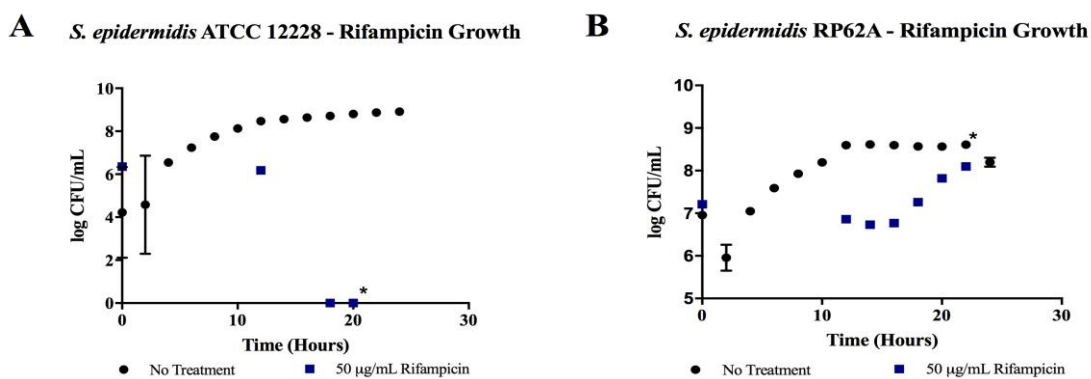 A
S. epidermidis ATCC 12228 - Rifampicin Growth
log CFU/mL
10
8
6
4
2
0
*
0
10
20
30
Time (Hours)
No Treatment
50 µg/mL Rifampicin
B
S. epidermidis RP62A - Rifampicin Growth
log CFU/mL
10
9
8
7
6
5
*
0
10
20
30
Time (Hours)
No Treatment
50 µg/mL Rifampicin